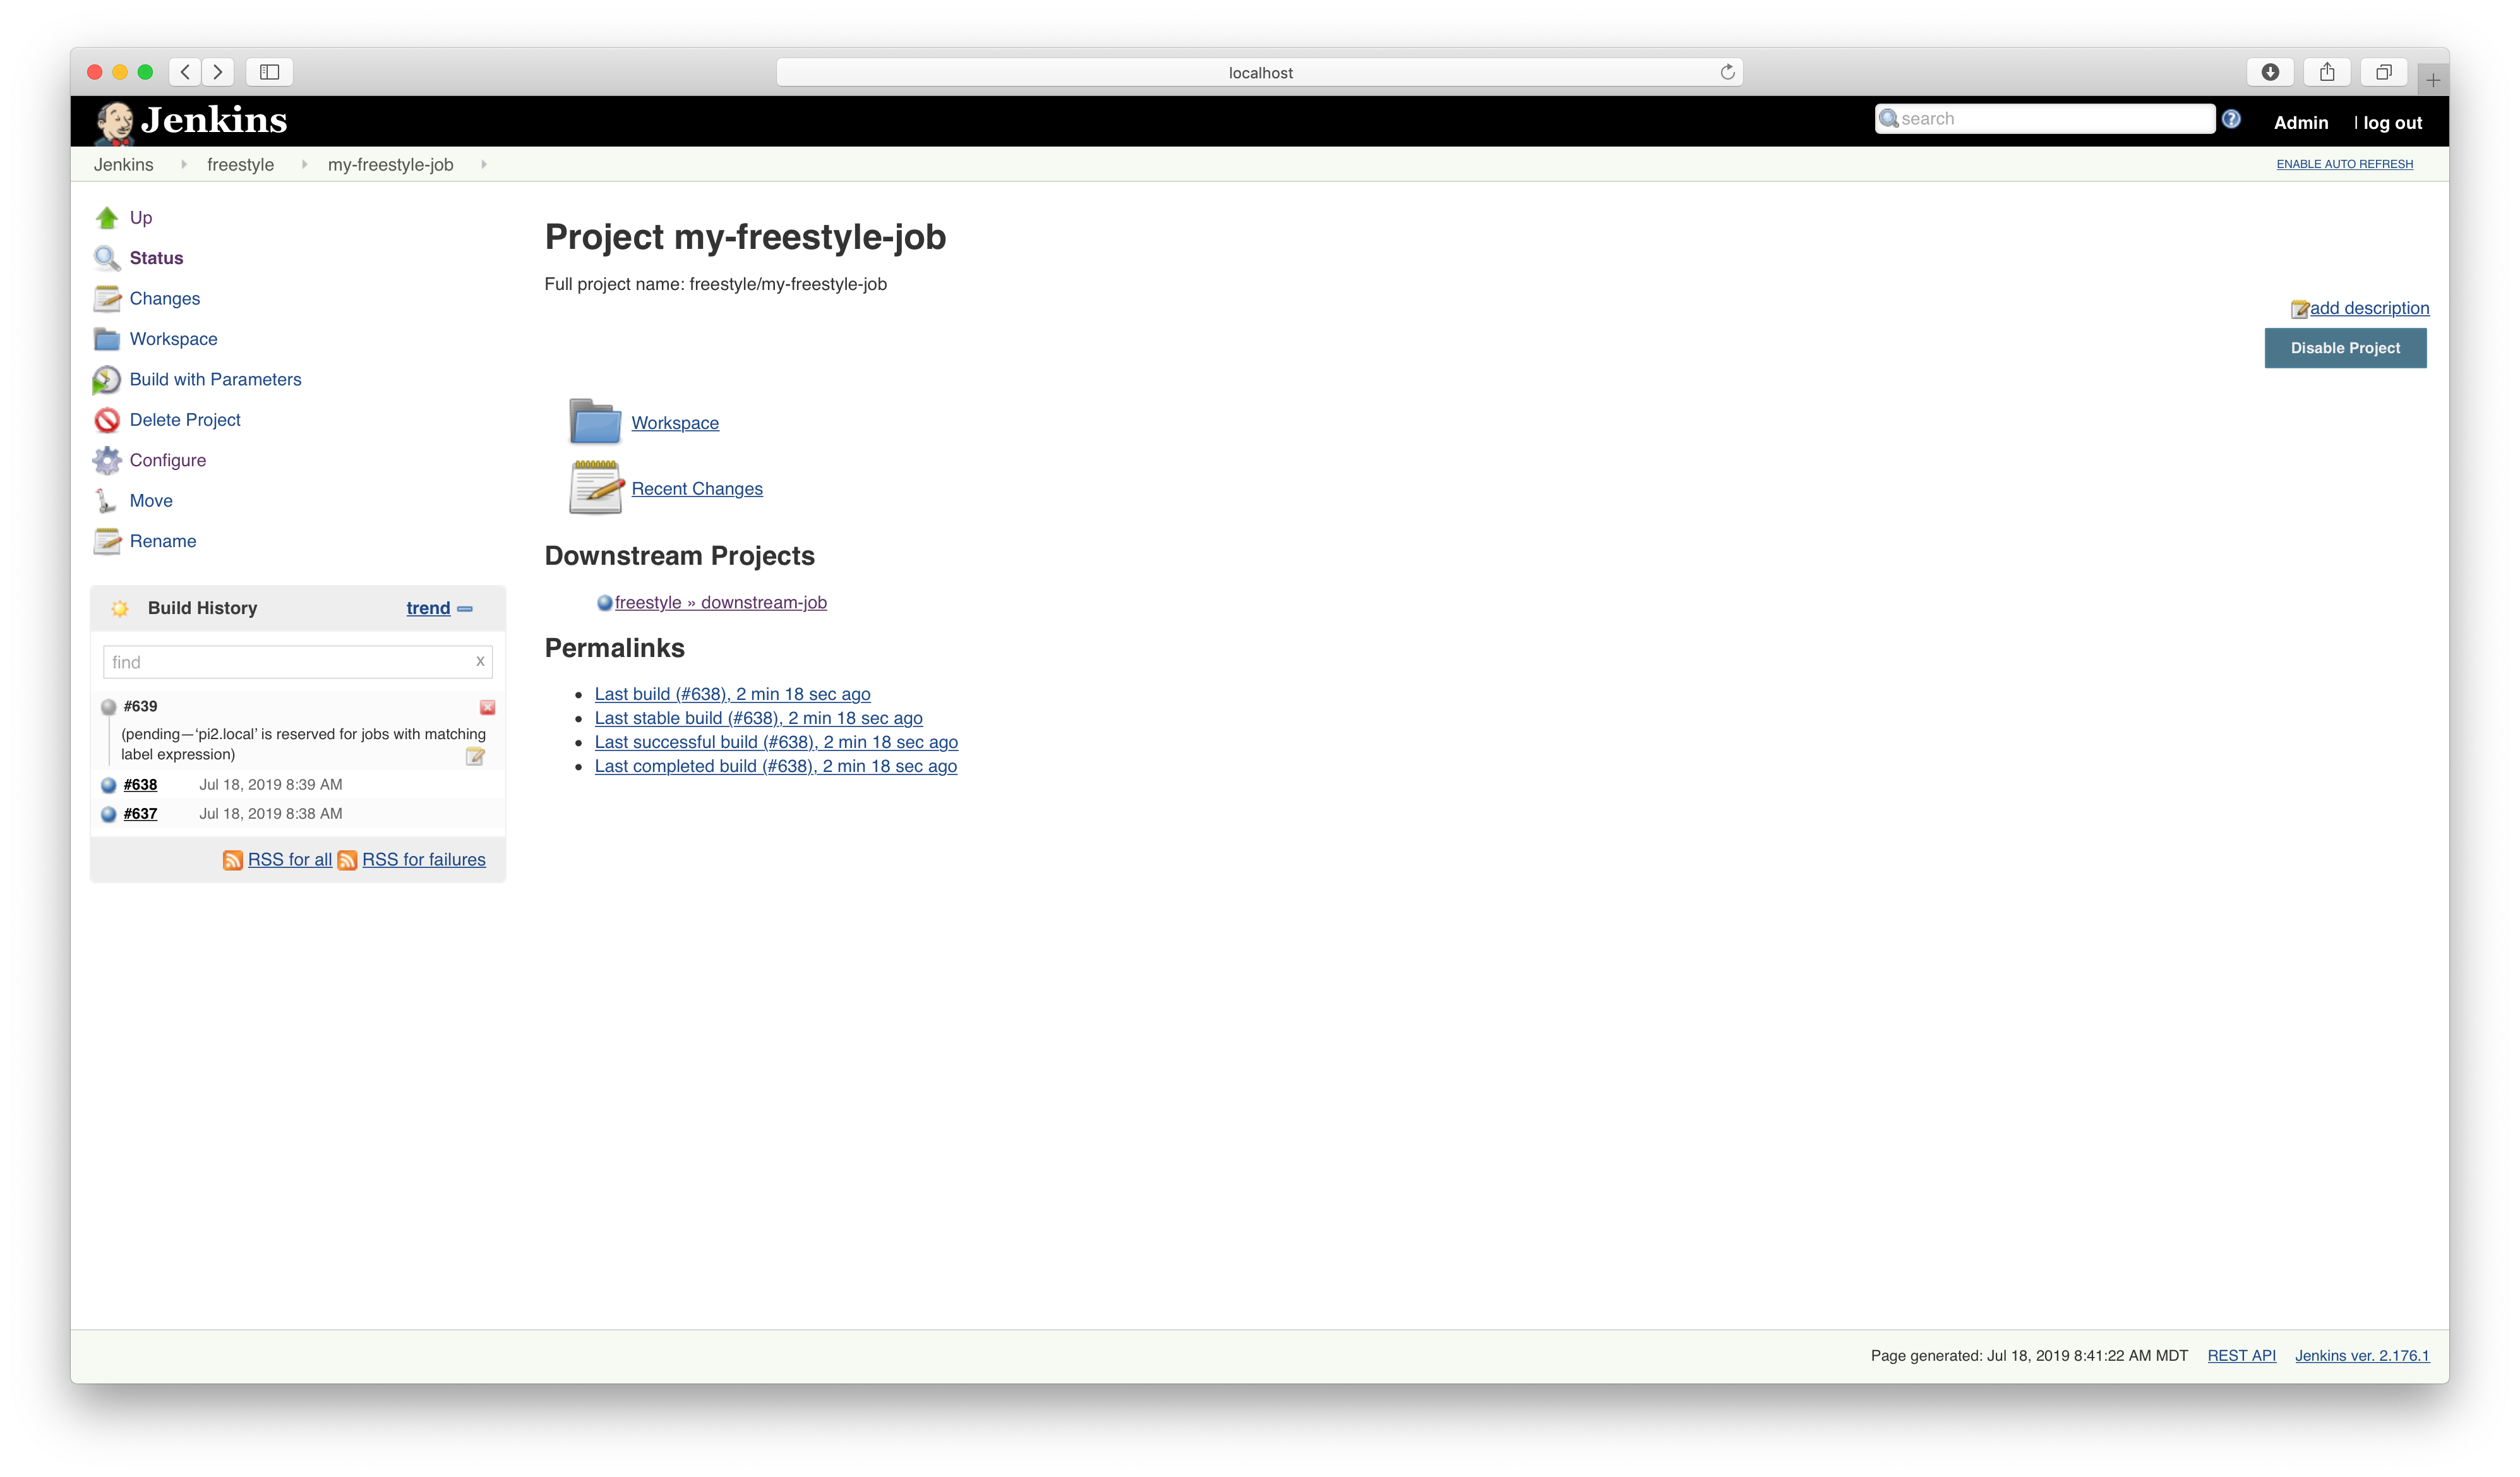 localhost
Jenkins
search
Admin | log out
Jenkins freestyle my-freestyle-job
ENABLE AUTO REFRESH
Up
Status
Changes
Workspace
Build with Parameters
Delete Project
Configure
Move
Rename
Build History trend
find x
#639
(pending—‘pi2.local’ is reserved for jobs with matching
label expression)
#638 Jul 18, 2019 8:39 AM
#637 Jul 18, 2019 8:38 AM
RSS for all RSS for failures
Project my-freestyle-job
Full project name: freestyle/my-freestyle-job
add description
Disable Project
Workspace
Recent Changes
Downstream Projects
freestyle » downstream-job
Permalinks
Last build (#638), 2 min 18 sec ago
Last stable build (#638), 2 min 18 sec ago
Last successful build (#638), 2 min 18 sec ago
Last completed build (#638), 2 min 18 sec ago
Page generated: Jul 18, 2019 8:41:22 AM MDT REST API Jenkins ver. 2.176.1